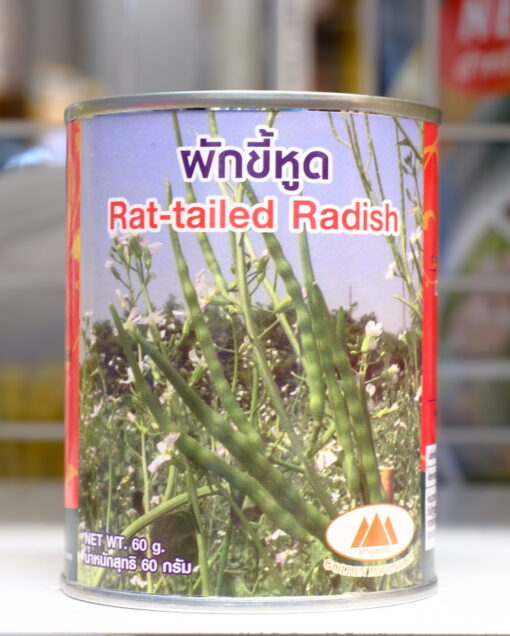 ผักขี้หูด
Rat-tailed Radish
NET WT. 60 g.
น้ำหนักสุทธิ 60 กรัม
GOLDEN